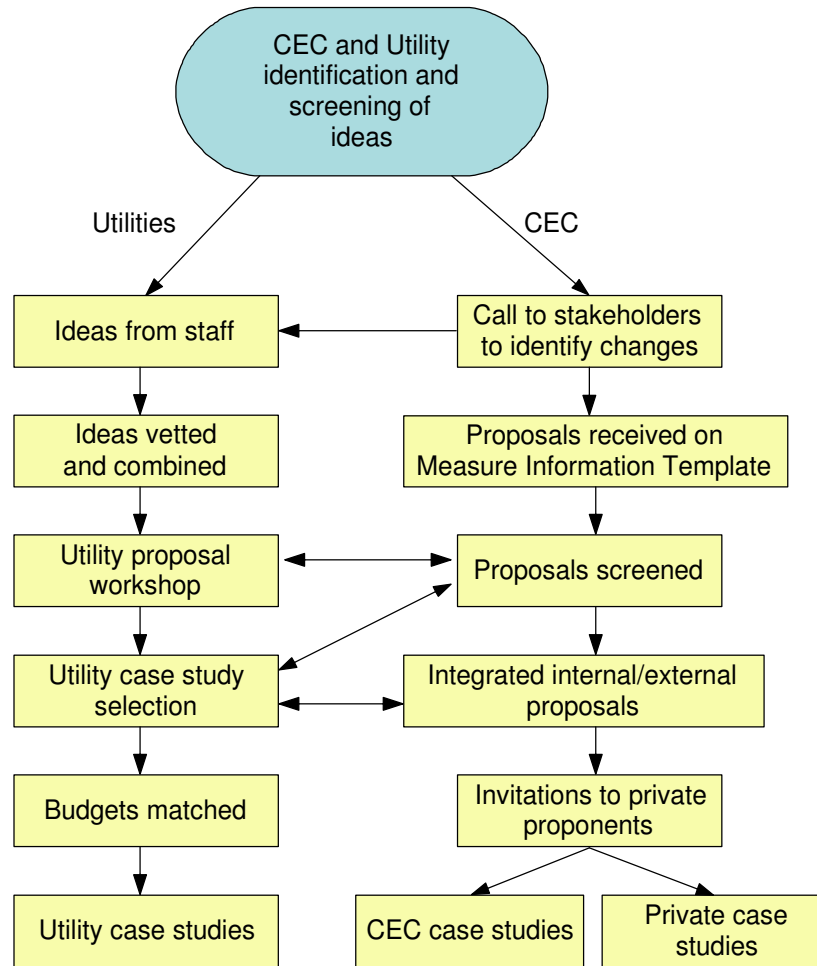 CEC and Utility
identification and
screening of
ideas
Utilities
CEC
Ideas from staff
Call to stakeholders
to identify changes
Ideas vetted
and combined
Proposals received on
Measure Information Template
Utility proposal
workshop
Proposals screened
Utility case study
selection
Integrated internal/external
proposals
Budgets matched
Invitations to private
proponents
Utility case studies
CEC case studies
Private case
studies